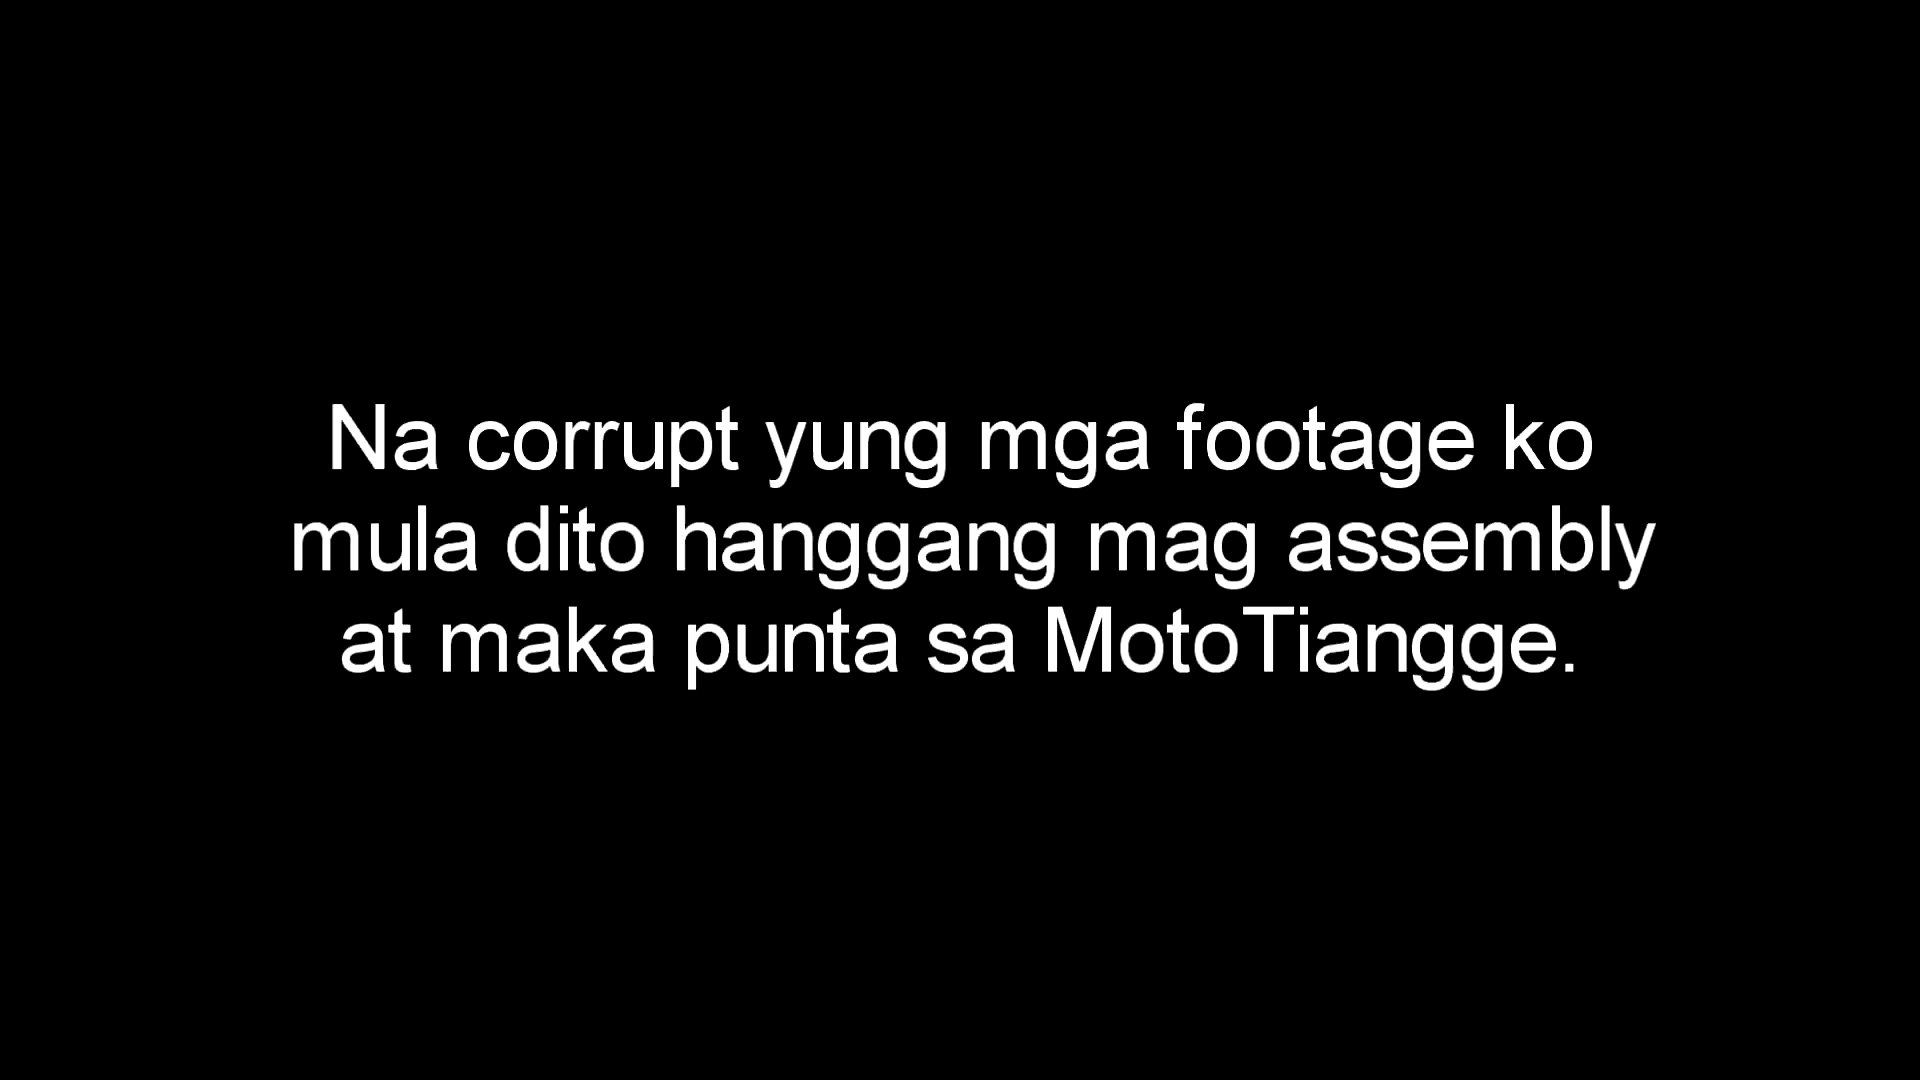 Na corrupt yung mga footage ko
mula dito hanggang mag assembly
at maka punta sa MotoTiangge.